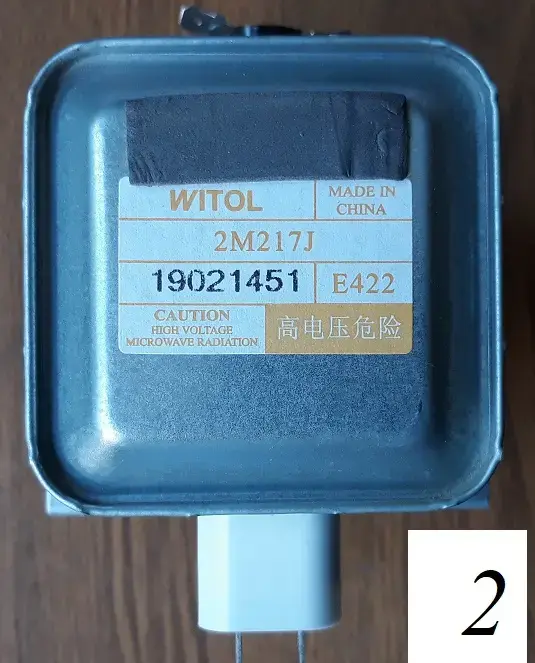 WITOL
MADE IN
CHINA
2M217J
19021451
E422
CAUTION
HIGH VOLTAGE
MICROWAVE RADIATION
高电压危险
2